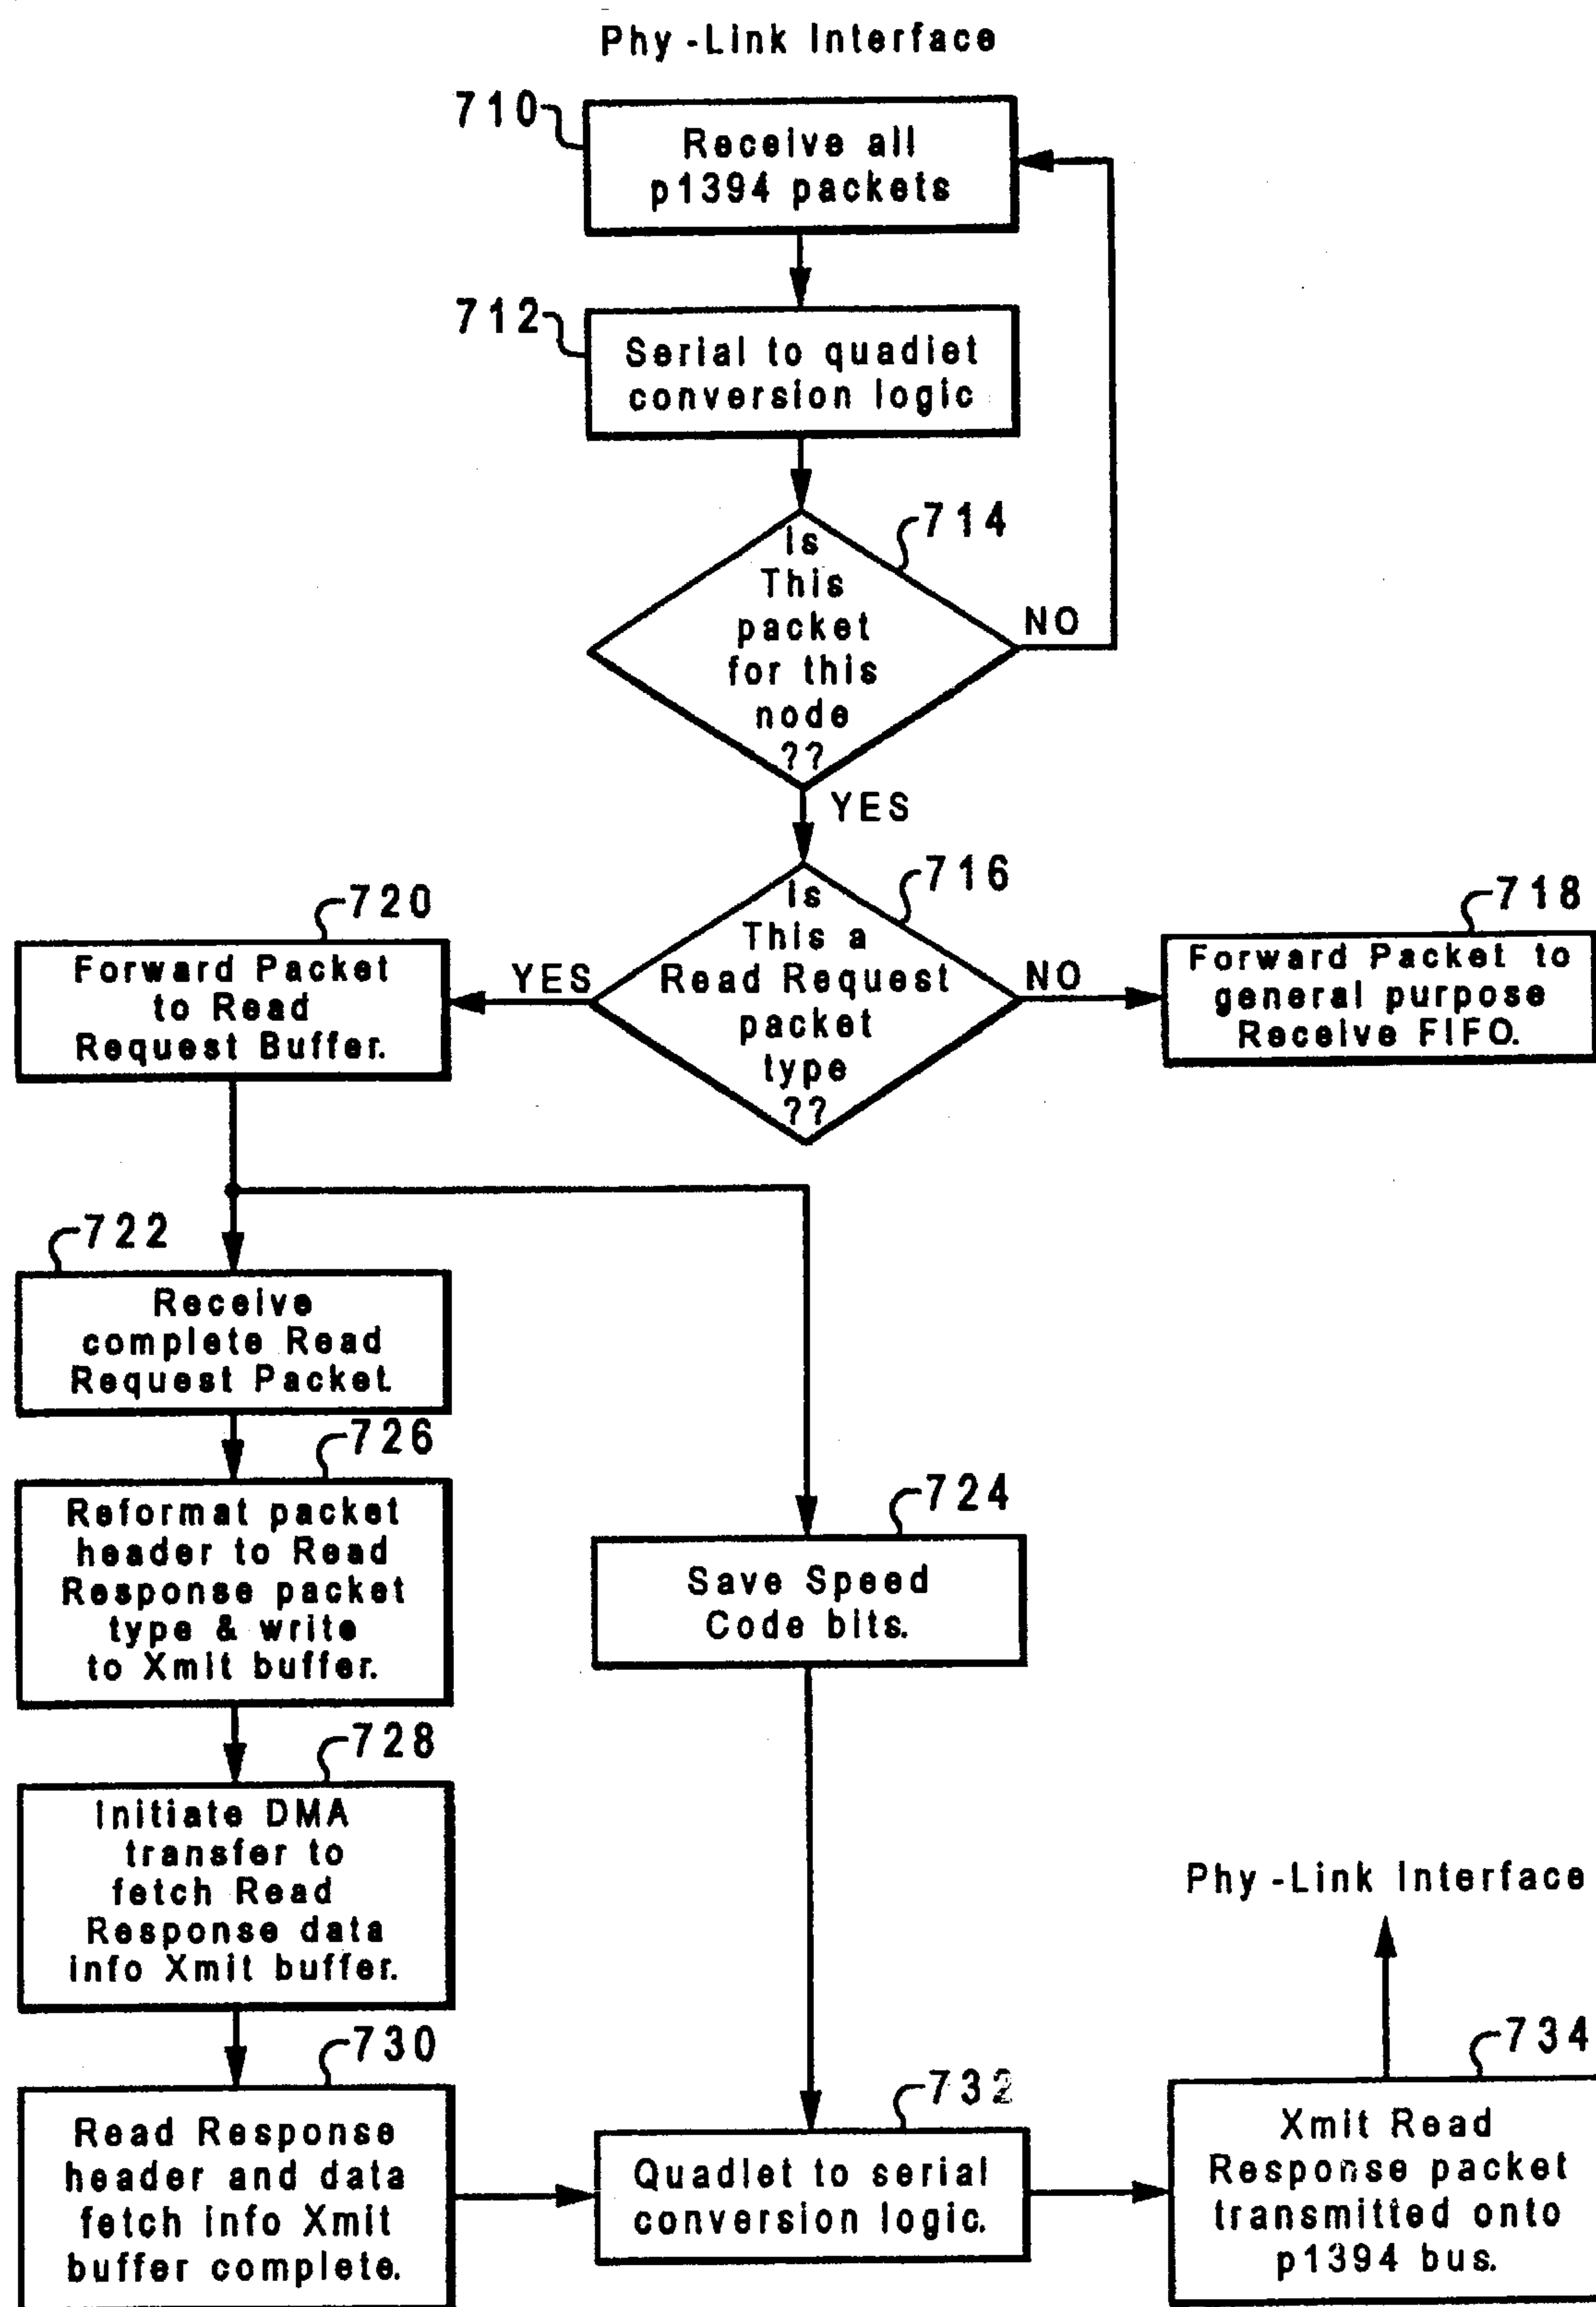 Phy-Link Interface
710
Receive all
p1394 packets
712
Serial to quadlet
conversion logic
714
Is
This
packet
for this
node
??
NO
YES
716
Is
This a
Read Request
packet
type
??
YES
NO
718
Forward Packet to
general purpose
Receive FIFO.
720
Forward Packet
to Read
Request Buffer.
722
Receive
complete Read
Request Packet.
724
Save Speed
Code bits.
726
Reformat packet
header to Read
Response packet
type & write
to Xmit buffer.
728
Initiate DMA
transfer to
fetch Read
Response data
info Xmit buffer.
730
Read Response
header and data
fetch info Xmit
buffer complete.
732
Quadlet to serial
conversion logic.
734
Xmit Read
Response packet
transmitted onto
p1394 bus.
Phy-Link Interface